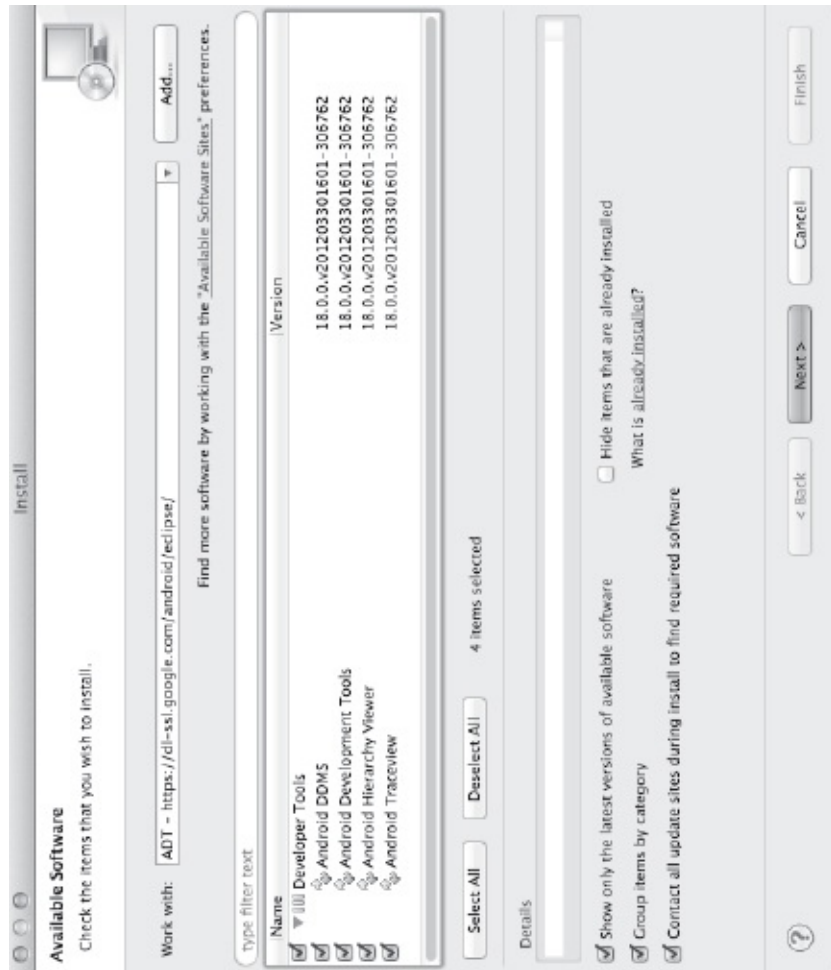 Install
Available Software
Check the items that you wish to install.
Work with: ADT - https://dl-ssl.google.com/android/eclipse/ Add...
Find more software by working with the "Available Software Sites" preferences.
type filter text
Name Version
Developer Tools
Android DDMS 18.0.0.v201203301601-306762
Android Development Tools 18.0.0.v201203301601-306762
Android Hierarchy Viewer 18.0.0.v201203301601-306762
Android Traceview 18.0.0.v201203301601-306762
Select All Deselect All 4 items selected
Details
Show only the latest versions of available software Hide items that are already installed
Group items by category What is already installed?
Contact all update sites during install to find required software
? < Back Next > Cancel Finish